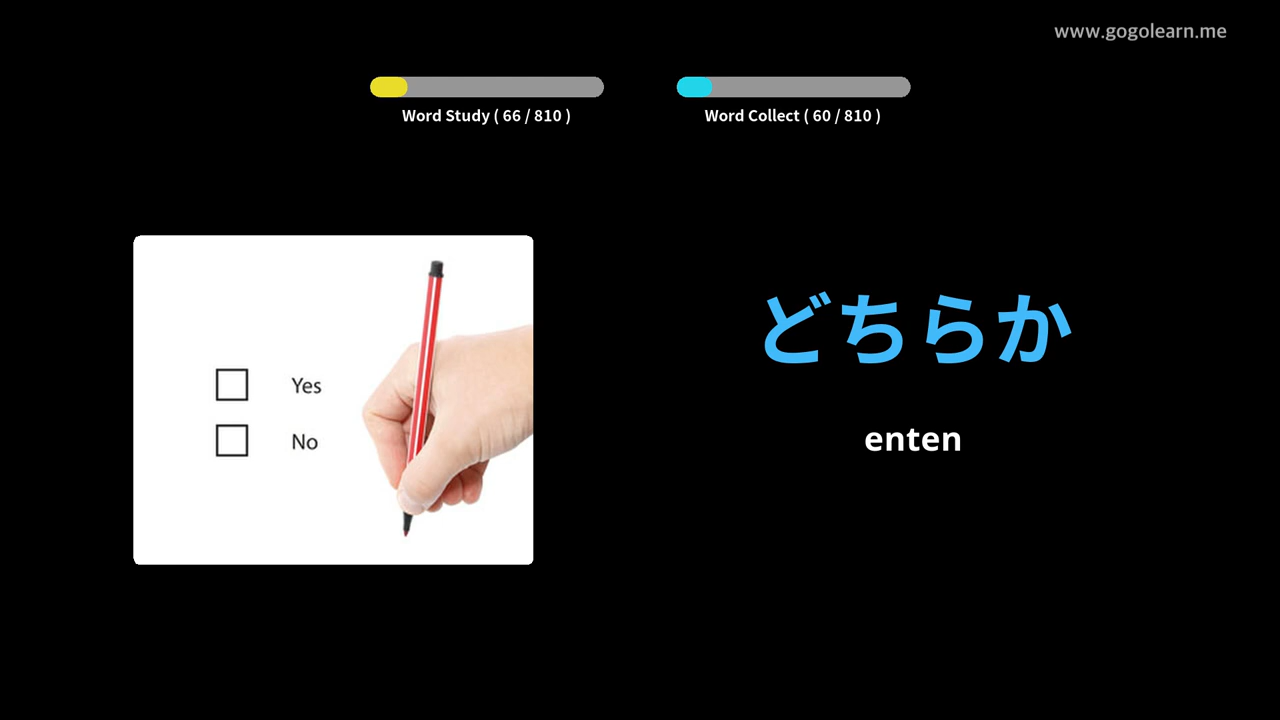 www.gogolearn.me
Word Study ( 66 / 810 )
Word Collect ( 60 / 810 )
Yes
No
どちらか
enten